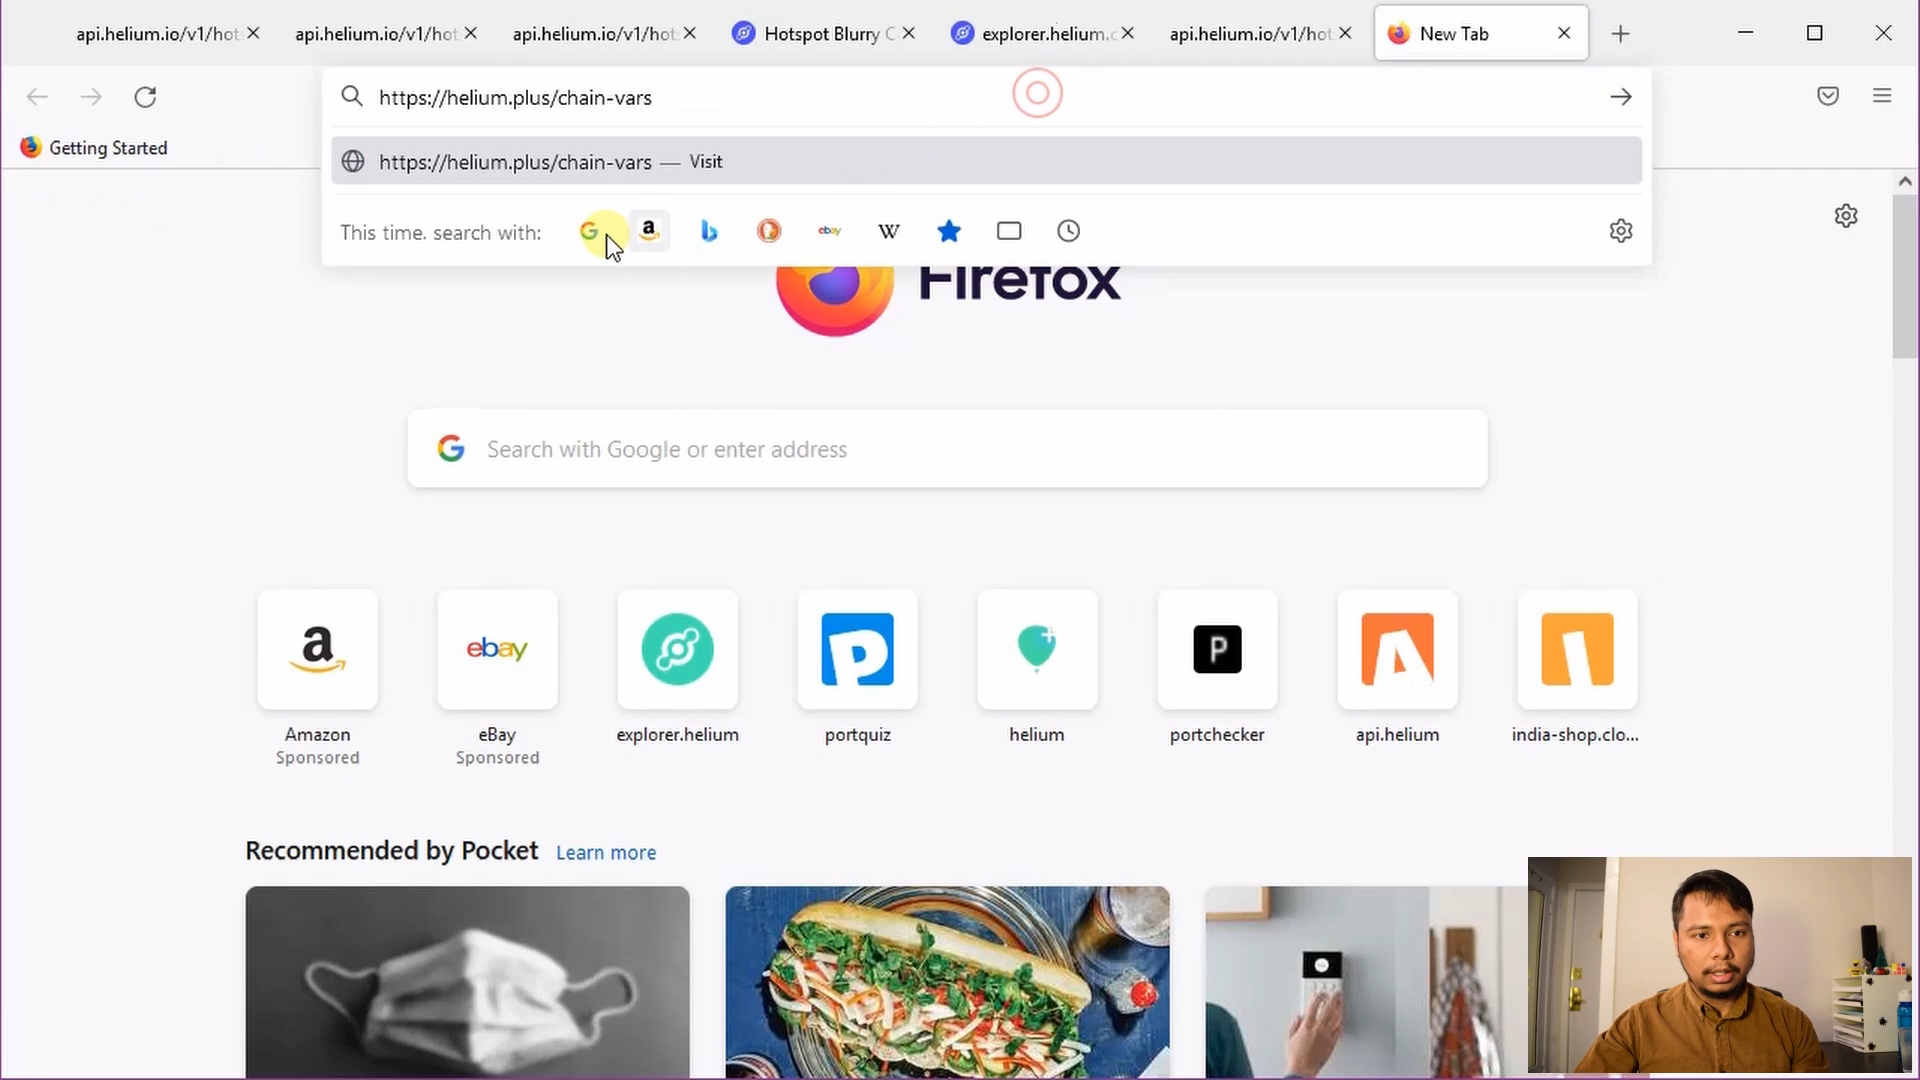 api.helium.io/v1/hot
api.helium.io/v1/hot
api.helium.io/v1/hot
Hotspot Blurry C
explorer.helium.c
api.helium.io/v1/hot
New Tab
https://helium.plus/chain-vars
Getting Started
https://helium.plus/chain-vars — Visit
This time. search with:
a
ebay
W
Firefox
G Search with Google or enter address
a
ebay
P
P
A
I
Amazon
Sponsored
eBay
Sponsored
explorer.helium
portquiz
helium
portchecker
api.helium
india-shop.clo...
Recommended by Pocket Learn more